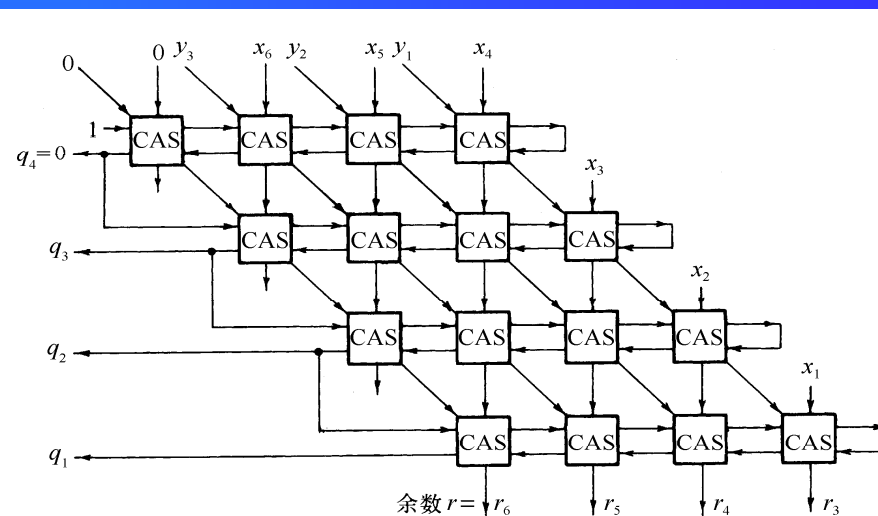 0 0 y₃ x₆ y₂ x₅ y₁ x₄
1 CAS CAS CAS CAS
q₄=0
x₃
CAS CAS CAS CAS
q₃
x₂
CAS CAS CAS CAS
q₂
x₁
CAS CAS CAS CAS
q₁
余数 r= r₆ r₅ r₄ r₃